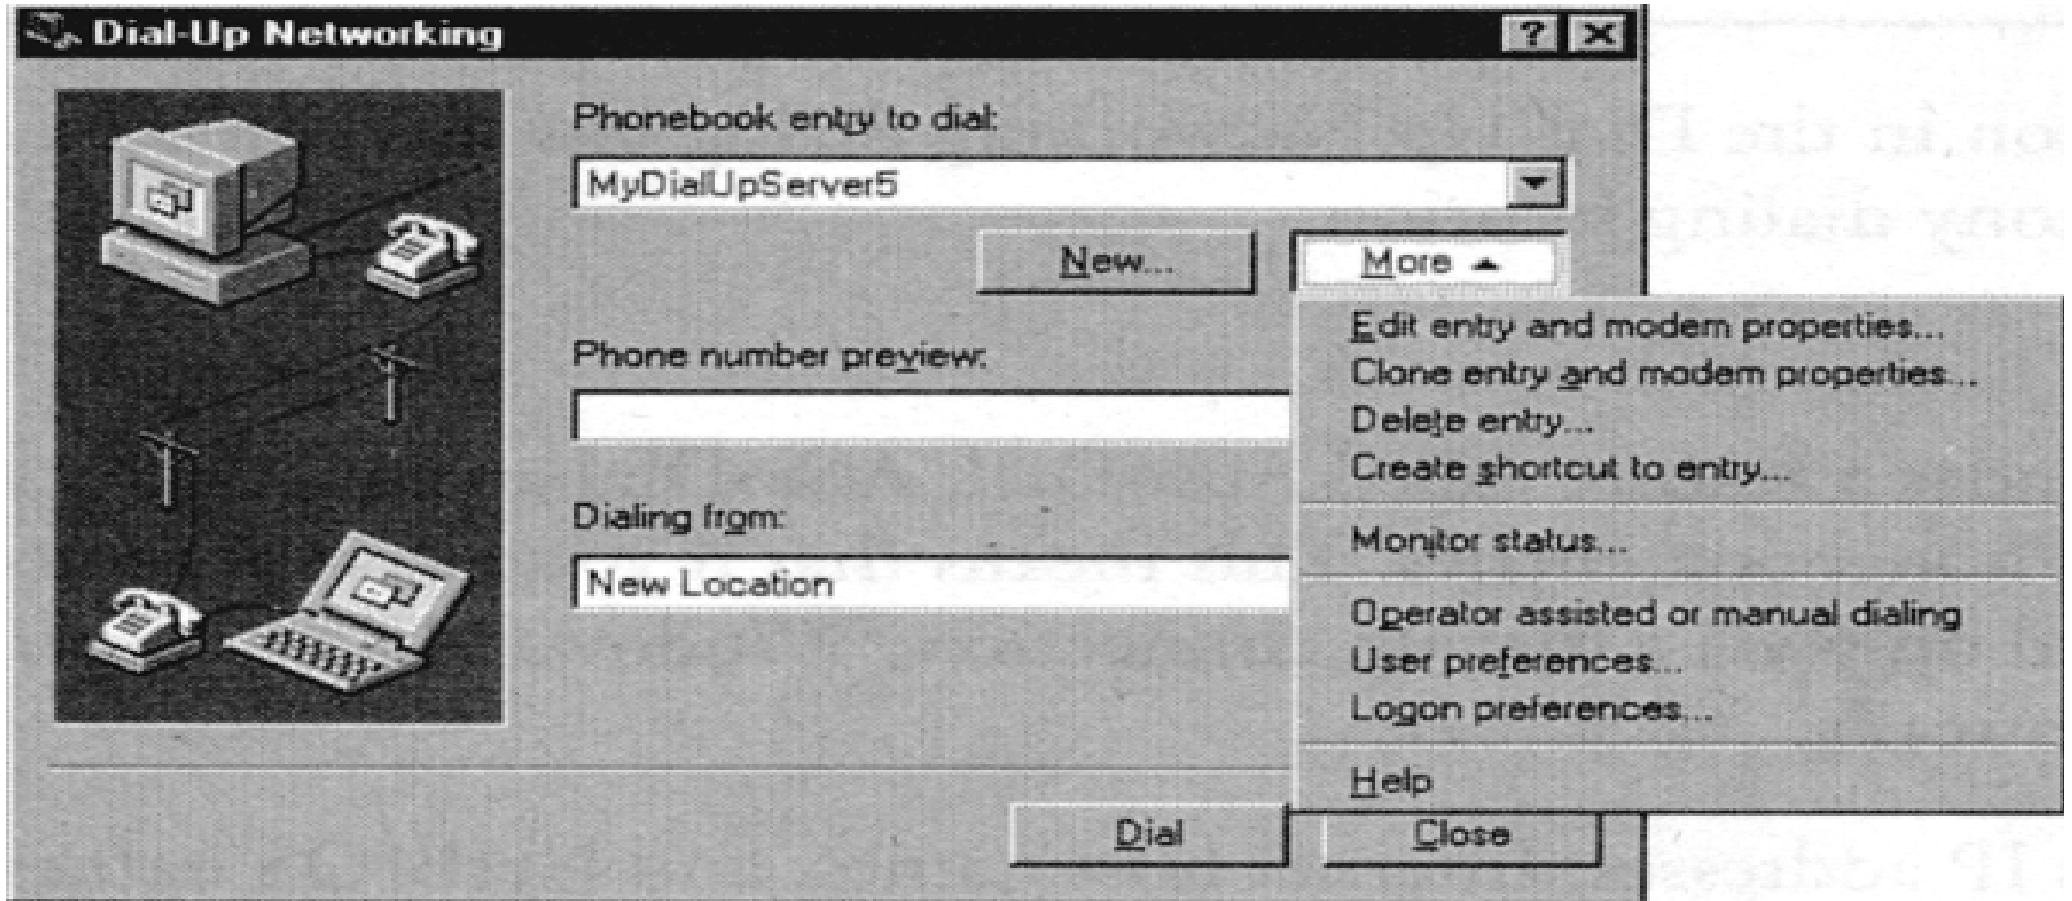 Dial-Up Networking
Phonebook entry to dial:
MyDialUpServer5
New...
More
Edit entry and modem properties...
Clone entry and modem properties...
Delete entry...
Create shortcut to entry...
Monitor status...
Operator assisted or manual dialing
User preferences...
Logon preferences...
Help
Phone number preview:
Dialing from:
New Location
Dial
Close